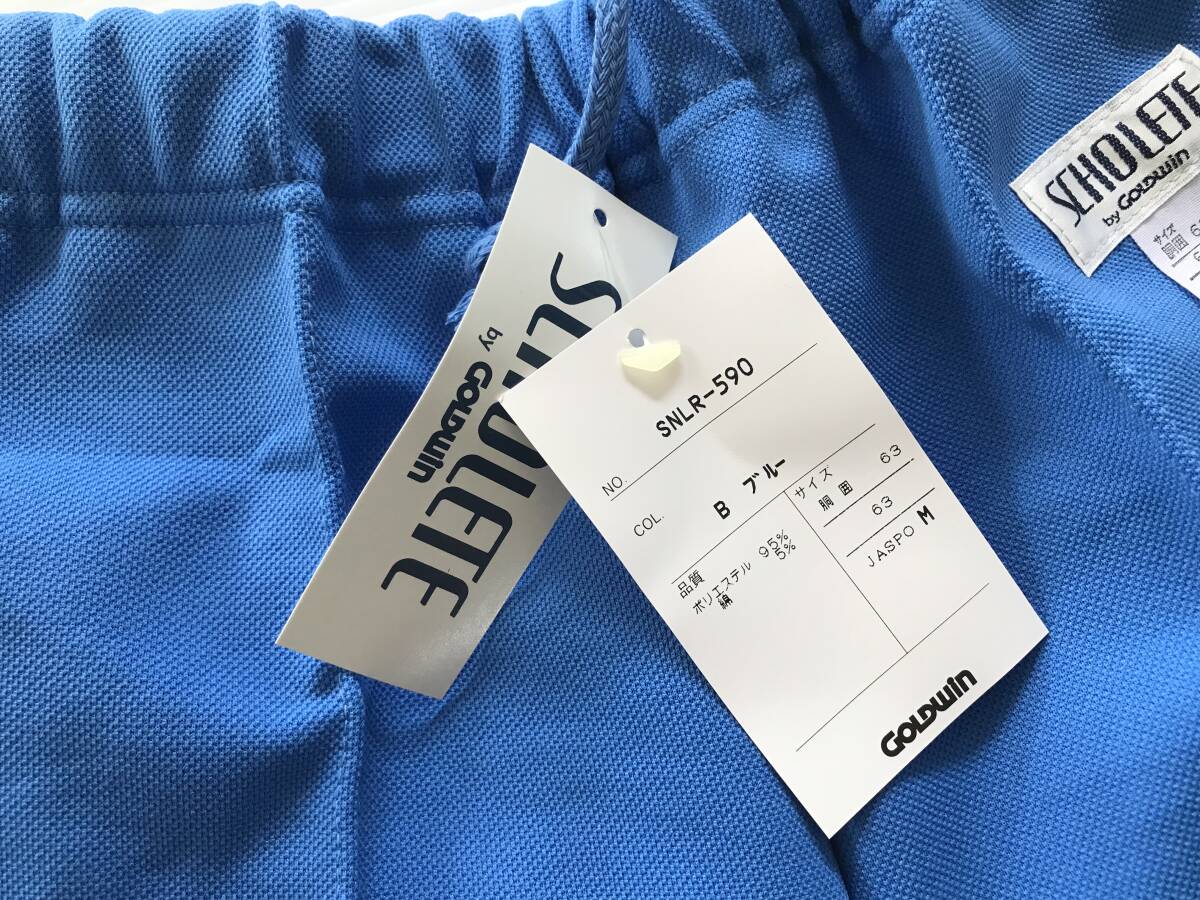 SCHOLETE
by GOLDWIN
サイズ
胴囲 6
SCHOLETE
by GOLDWIN
NO. SNLR-590
COL. B ブルー
品質
ポリエステル 95%
綿 5%
サイズ 63
胴囲 63
JASPO M
GOLDWIN